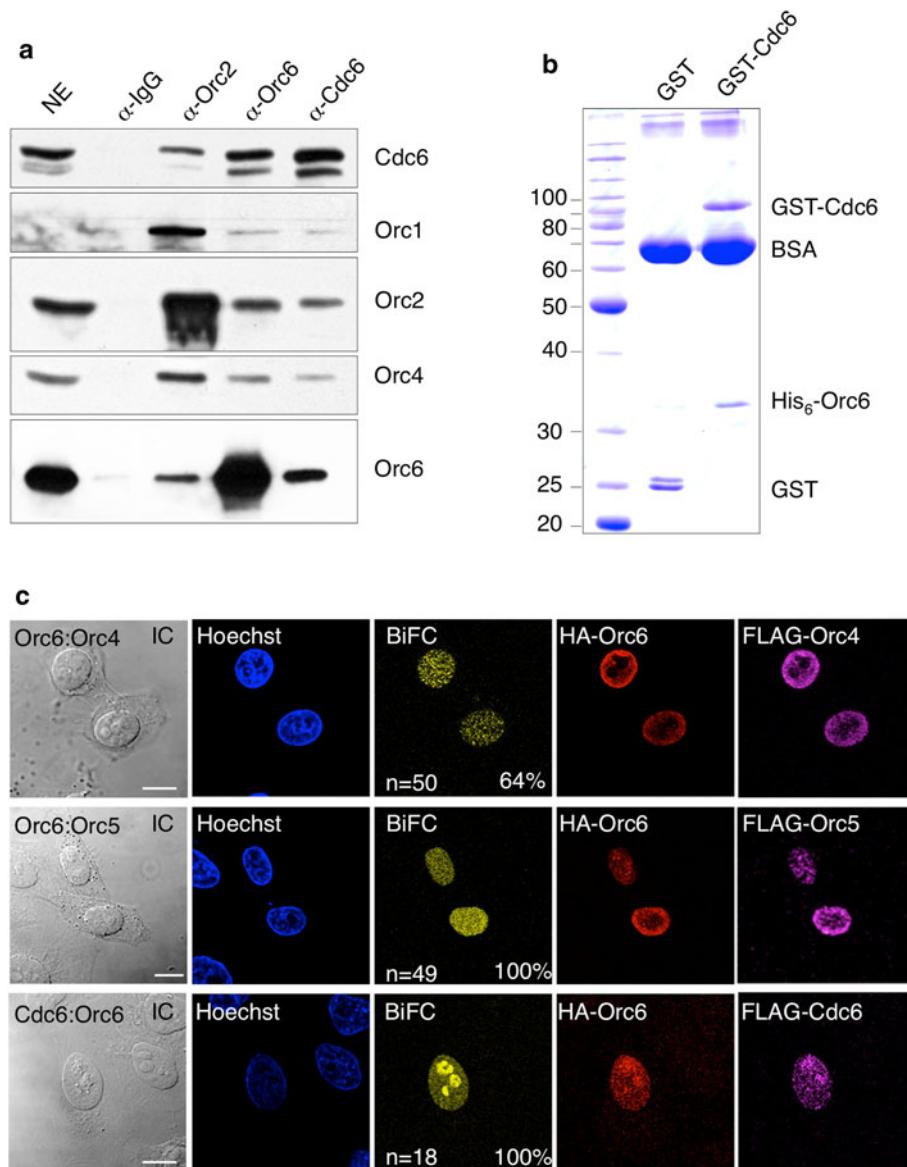 a
NE
α-IgG
α-Orc2
α-Orc6
α-Cdc6
Cdc6
Orc1
Orc2
Orc4
Orc6
b
GST
GST-Cdc6
100
80
60
50
40
30
25
20
GST-Cdc6
BSA
His6-Orc6
GST
c
Orc6:Orc4 IC
Hoechst
BiFC
n=50 64%
HA-Orc6
FLAG-Orc4
Orc6:Orc5 IC
Hoechst
BiFC
n=49 100%
HA-Orc6
FLAG-Orc5
Cdc6:Orc6 IC
Hoechst
BiFC
n=18 100%
HA-Orc6
FLAG-Cdc6